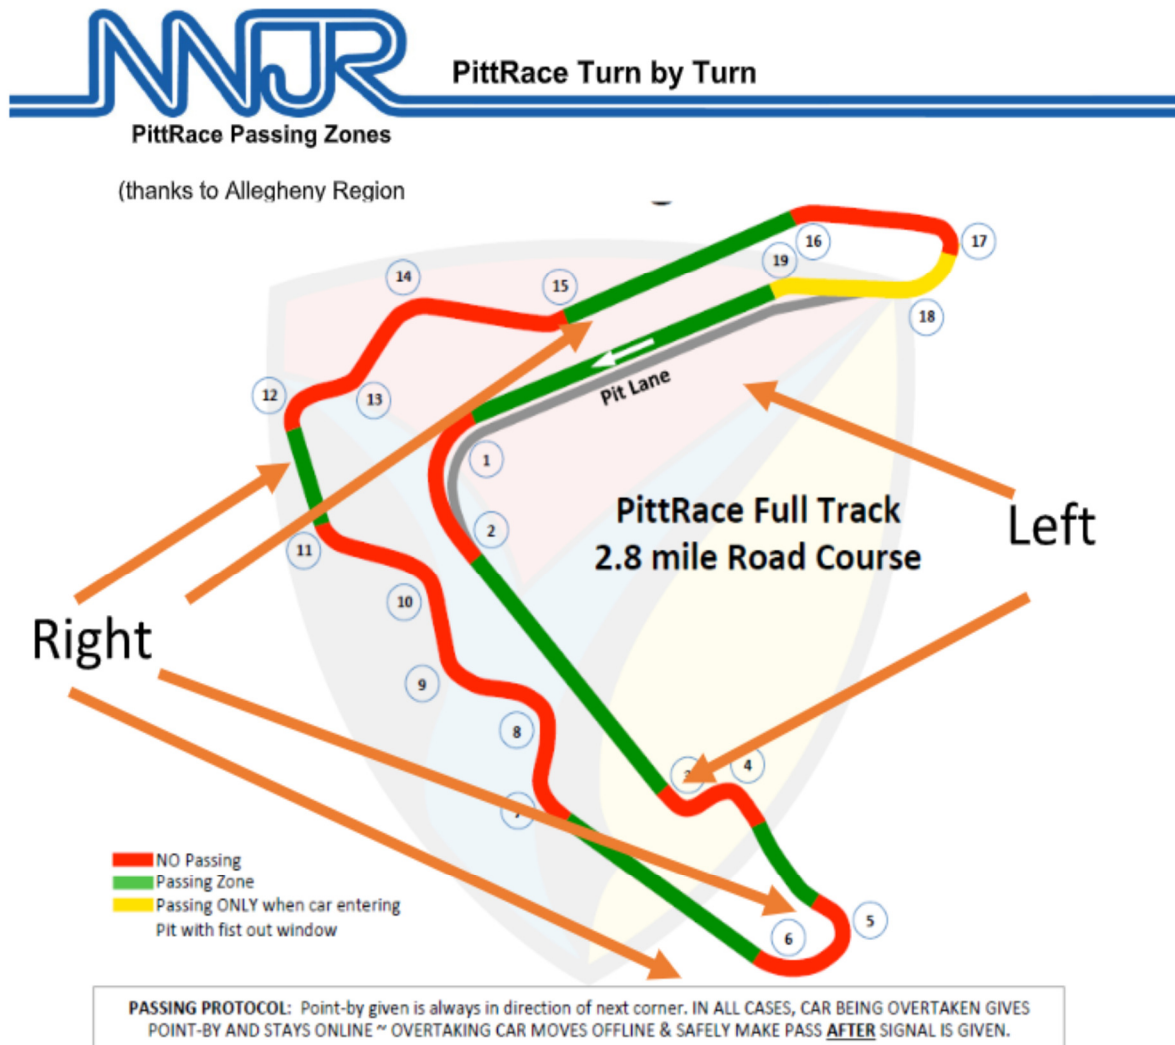 NNJR
PittRace Turn by Turn
PittRace Passing Zones
(thanks to Allegheny Region
16
17
19
14
15
18
12
13
Pit Lane
1
PittRace Full Track
2.8 mile Road Course
2
Left
11
10
Right
9
8
3
4
7
NO Passing
Passing Zone
Passing ONLY when car entering
Pit with fist out window
5
6
PASSING PROTOCOL: Point-by given is always in direction of next corner. IN ALL CASES, CAR BEING OVERTAKEN GIVES
POINT-BY AND STAYS ONLINE ~ OVERTAKING CAR MOVES OFFLINE & SAFELY MAKE PASS AFTER SIGNAL IS GIVEN.